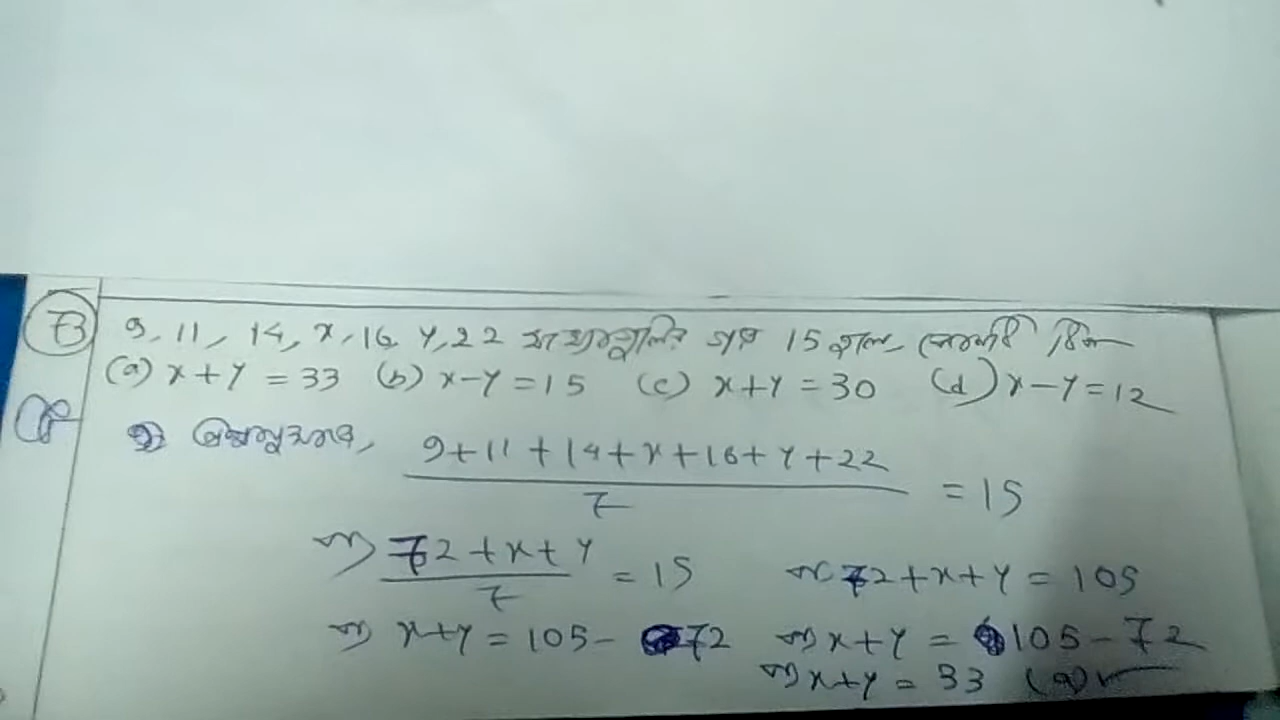 73 9, 11, 14, x, 16, y, 22 সংখ্যাগুলির গড় 15 হলে, কোনটি ঠিক
(a) x+y = 33 (b) x-y = 15 (c) x+y = 30 (d) x-y = 12
প্রশ্নানুসারে, 9+11+14+x+16+y+22 / 7 = 15
বা, 72+x+y / 7 = 15 বা, 72+x+y = 105
বা, x+y = 105- 72 বা, x+y = 105-72
বা, x+y = 33 (a) ✓